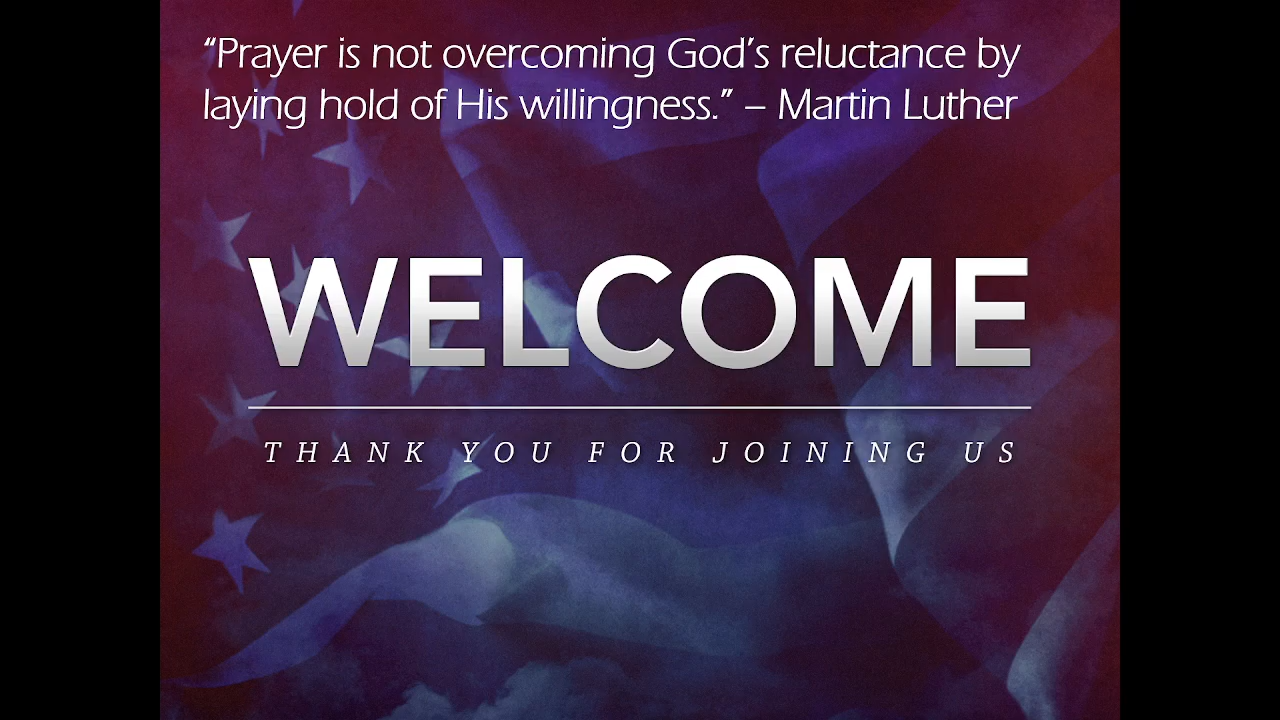 “Prayer is not overcoming God’s reluctance by
laying hold of His willingness.” – Martin Luther
WELCOME
THANK YOU FOR JOINING US